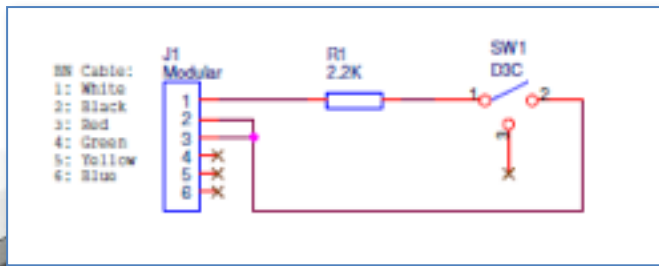 J1
Modular
R1
2.2K
SW1
D3C
Cable:
1: White
2: Black
3: Red
4: Green
5: Yellow
6: Blue
1
2
3
4
5
6
1
2
3